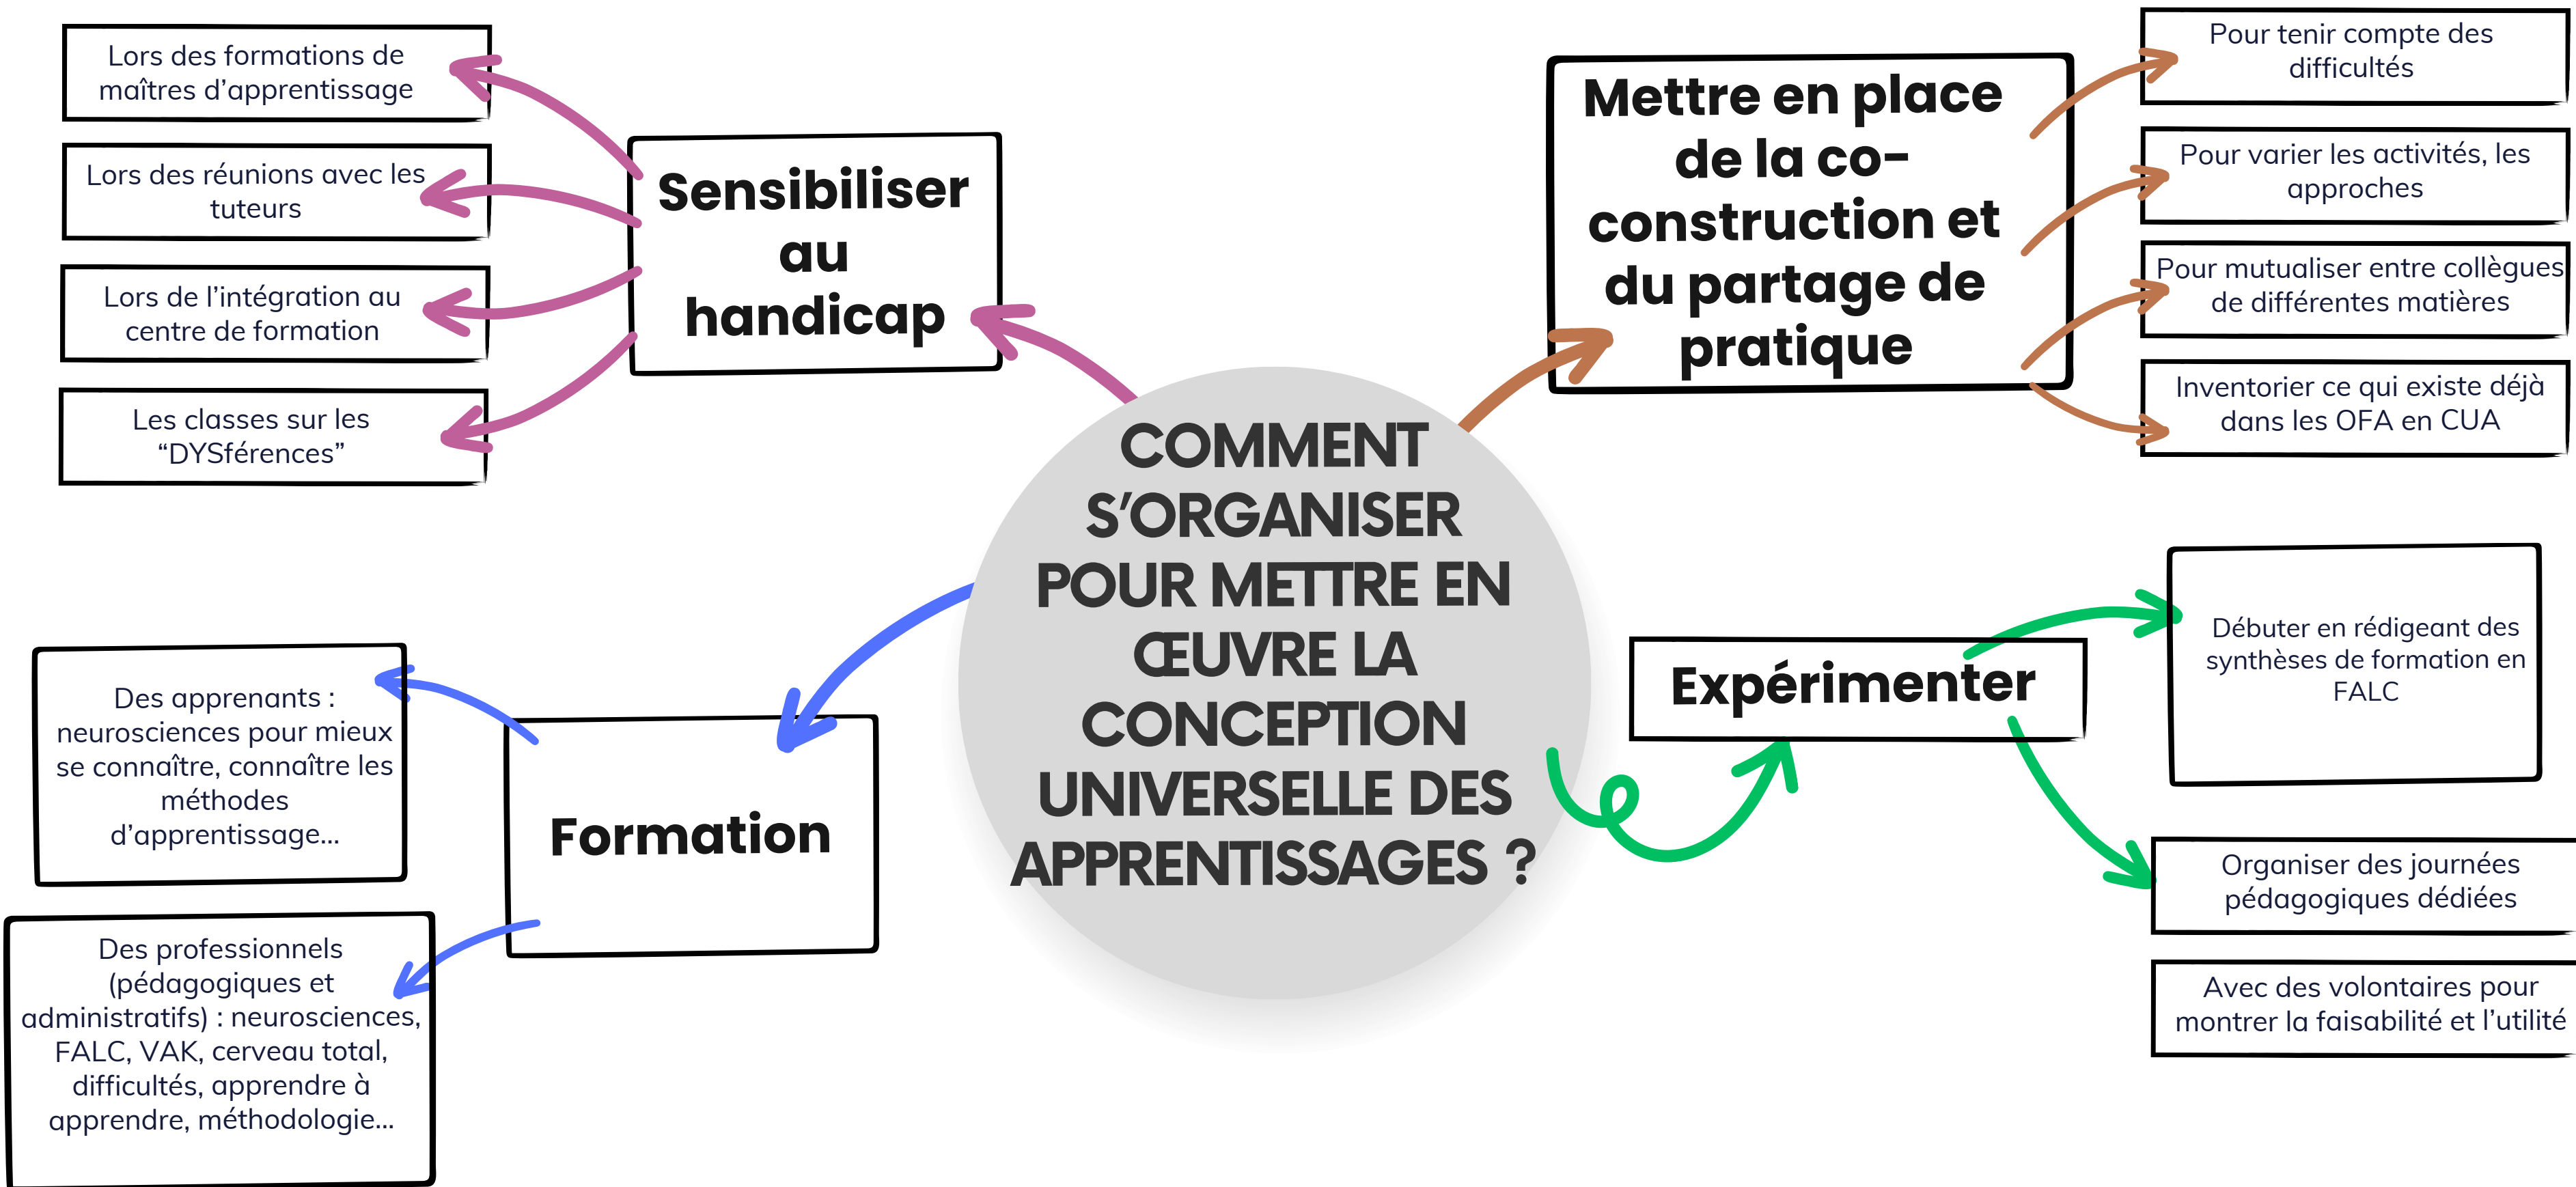 Lors des formations de
maîtres d’apprentissage
Lors des réunions avec les
tuteurs
Lors de l’intégration au
centre de formation
Les classes sur les
“DYSférences”
Sensibiliser
au
handicap
Mettre en place
de la co-
construction et
du partage de
pratique
Pour tenir compte des
difficultés
Pour varier les activités, les
approches
Pour mutualiser entre collègues
de différentes matières
Inventorier ce qui existe déjà
dans les OFA en CUA
COMMENT
S’ORGANISER
POUR METTRE EN
ŒUVRE LA
CONCEPTION
UNIVERSELLE DES
APPRENTISSAGES ?
Des apprenants :
neurosciences pour mieux
se connaître, connaître les
méthodes
d’apprentissage...
Des professionnels
(pédagogiques et
administratifs) : neurosciences,
FALC, VAK, cerveau total,
difficultés, apprendre à
apprendre, méthodologie...
Formation
Expérimenter
Débuter en rédigeant des
synthèses de formation en
FALC
Organiser des journées
pédagogiques dédiées
Avec des volontaires pour
montrer la faisabilité et l’utilité